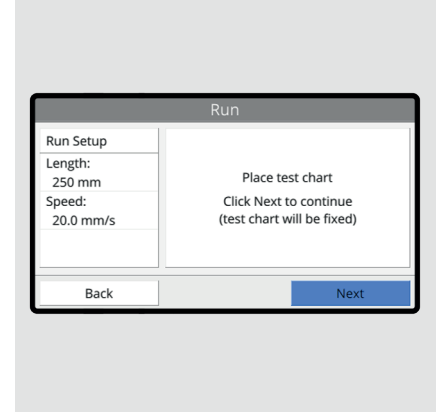 Run
Run Setup
Length:
250 mm
Speed:
20.0 mm/s
Place test chart
Click Next to continue
(test chart will be fixed)
Back
Next